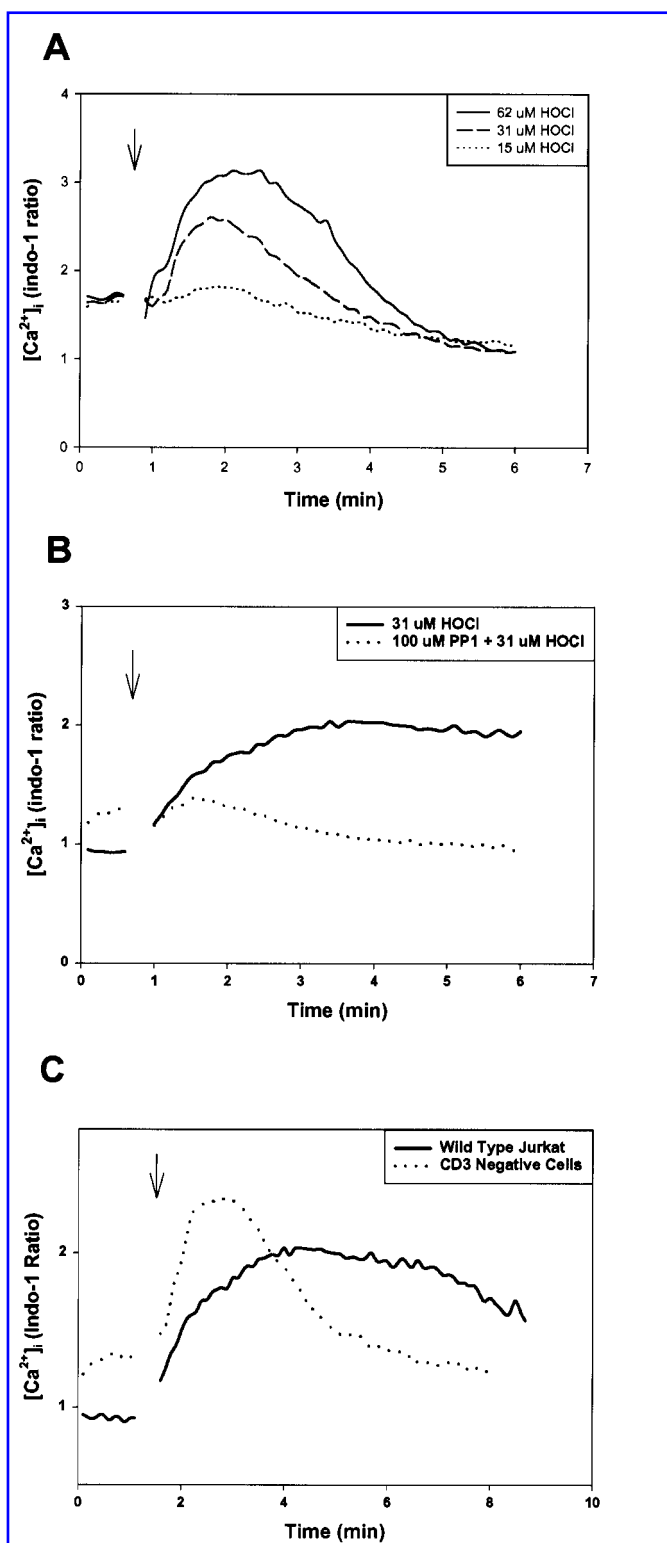 A
4
3
2
1
0
[Ca2+]i (indo-1 ratio)
62 uM HOCl
31 uM HOCl
15 uM HOCl
0 1 2 3 4 5 6 7
Time (min)
B
3
2
1
0
[Ca2+]i (indo-1 ratio)
31 uM HOCl
100 uM PP1 + 31 uM HOCl
0 1 2 3 4 5 6 7
Time (min)
C
2
1
[Ca2+]i (Indo-1 Ratio)
Wild Type Jurkat
CD3 Negative Cells
0 2 4 6 8 10
Time (min)